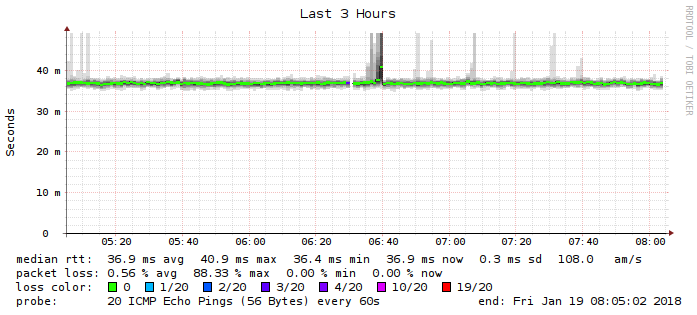 Last 3 Hours
RRDTOOL / TOBI OETIKER
Seconds
40 m
30 m
20 m
10 m
0
05:20 05:40 06:00 06:20 06:40 07:00 07:20 07:40 08:00
median rtt: 36.9 ms avg 40.9 ms max 36.4 ms min 36.9 ms now 0.3 ms sd 108.0 am/s
packet loss: 0.56 % avg 88.33 % max 0.00 % min 0.00 % now
loss color: 0 1/20 2/20 3/20 4/20 10/20 19/20
probe: 20 ICMP Echo Pings (56 Bytes) every 60s end: Fri Jan 19 08:05:02 2018